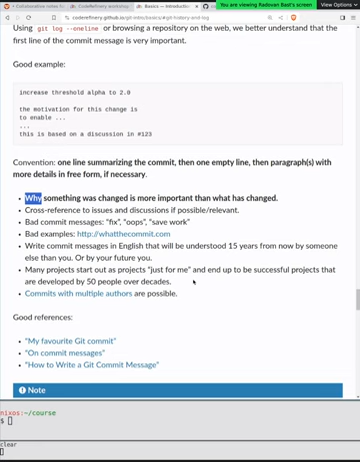 You are viewing Radovan Bast's screen
View Options
CodeRefinery workshop
Basics — Introduction
coderefinery.github.io/git-intro/basics/#git-history-and-log
Using git log --oneline or browsing a repository on the web, we better understand that the
first line of the commit message is very important.
Good example:
increase threshold alpha to 2.0
the motivation for this change is
to enable ...
...
this is based on a discussion in #123
Convention: one line summarizing the commit, then one empty line, then paragraph(s) with
more details in free form, if necessary.
• Why something was changed is more important than what has changed.
• Cross-reference to issues and discussions if possible/relevant.
• Bad commit messages: "fix", "oops", "save work"
• Bad examples: http://whatthecommit.com
• Write commit messages in English that will be understood 15 years from now by someone
else than you. Or by your future you.
• Many projects start out as projects "just for me" and end up to be successful projects that
are developed by 50 people over decades.
• Commits with multiple authors are possible.
Good references:
• "My favourite Git commit"
• "On commit messages"
• "How to Write a Git Commit Message"
Note
nixos:~/course
$
clear